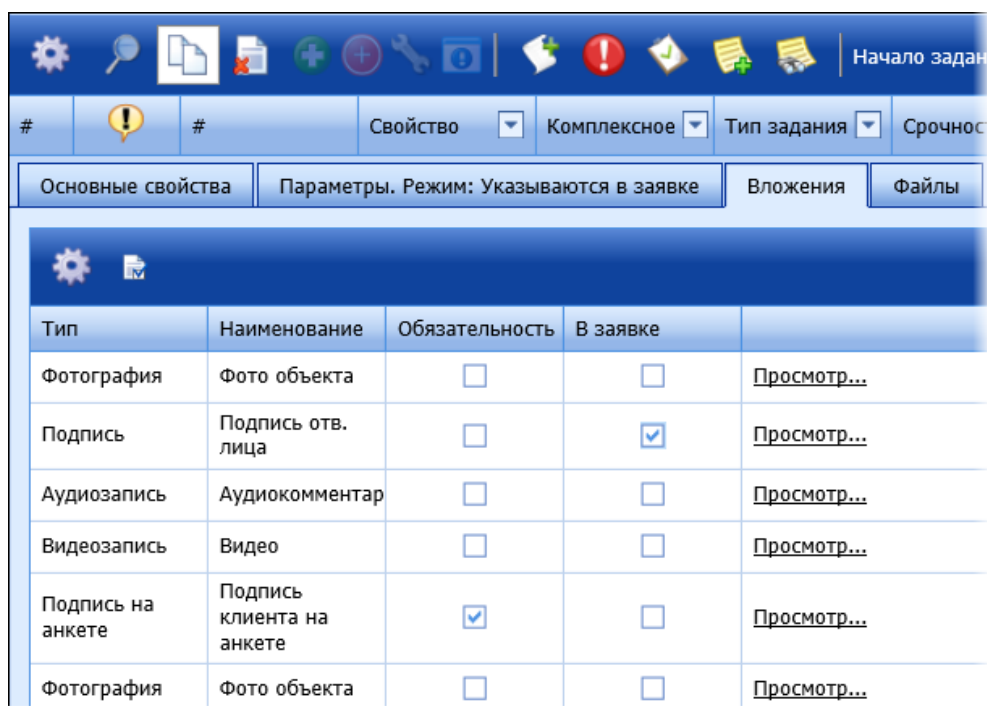 Начало задан
# # Свойство Комплексное Тип задания Срочнос
Основные свойства Параметры. Режим: Указываются в заявке Вложения Файлы
Тип Наименование Обязательность В заявке
Фотография Фото объекта Просмотр...
Подпись Подпись отв.
лица Просмотр...
Аудиозапись Аудиокомментар Просмотр...
Видеозапись Видео Просмотр...
Подпись на
анкете Подпись
клиента на
анкете Просмотр...
Фотография Фото объекта Просмотр...